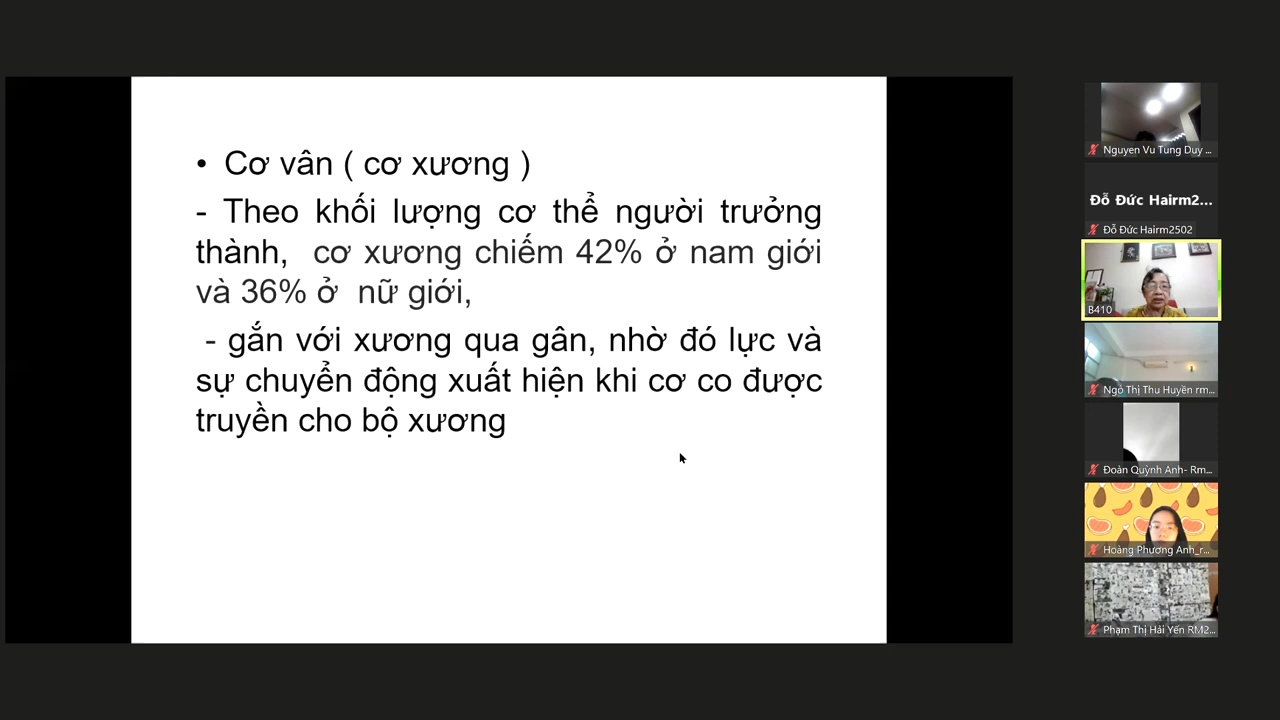 • Cơ vân ( cơ xương )
- Theo khối lượng cơ thể người trưởng
thành, cơ xương chiếm 42% ở nam giới
và 36% ở nữ giới,
- gắn với xương qua gân, nhờ đó lực và
sự chuyển động xuất hiện khi cơ co được
truyền cho bộ xương
Nguyen Vu Tung Duy ...
Đỗ Đức Hairm2...
Đỗ Đức Hairm2502
B410
Ngô Thị Thu Huyền rm...
Đoàn Quỳnh Anh- Rm...
Hoàng Phương Anh_r...
Phạm Thị Hải Yến RM2...